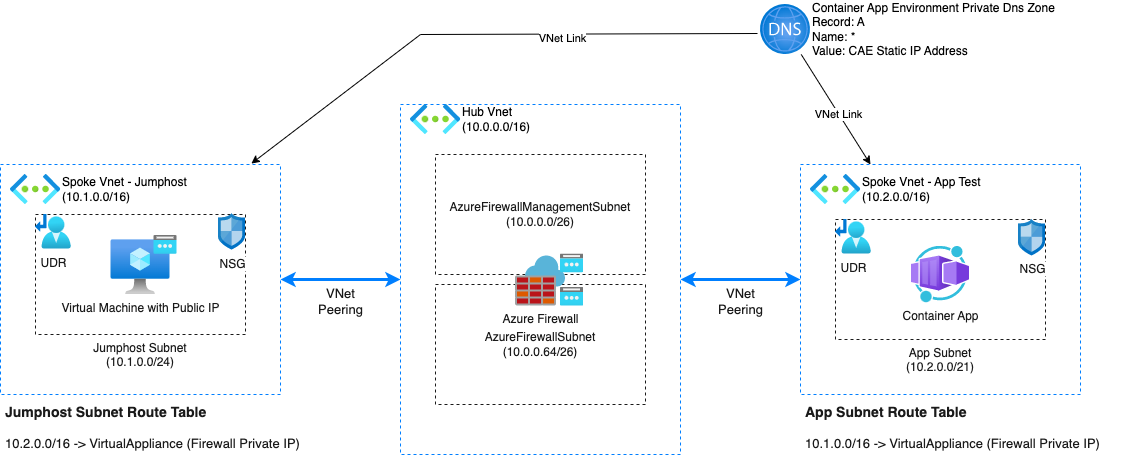 Container App Environment Private Dns Zone
Record: A
Name: *
Value: CAE Static IP Address
DNS
VNet Link
VNet Link
Hub Vnet
(10.0.0.0/16)
AzureFirewallManagementSubnet
(10.0.0.0/26)
Azure Firewall
AzureFirewallSubnet
(10.0.0.64/26)
Spoke Vnet - Jumphost
(10.1.0.0/16)
UDR
NSG
Virtual Machine with Public IP
Jumphost Subnet
(10.1.0.0/24)
VNet
Peering
VNet
Peering
Spoke Vnet - App Test
(10.2.0.0/16)
UDR
NSG
Container App
App Subnet
(10.2.0.0/21)
Jumphost Subnet Route Table
10.2.0.0/16 -> VirtualAppliance (Firewall Private IP)
App Subnet Route Table
10.1.0.0/16 -> VirtualAppliance (Firewall Private IP)